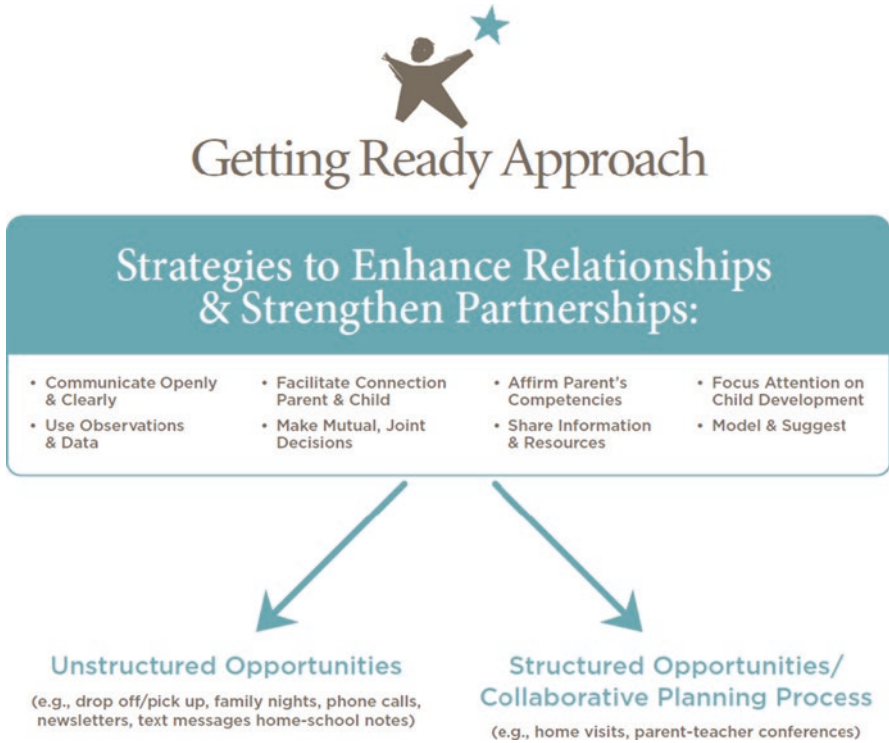 Getting Ready Approach
Strategies to Enhance Relationships
& Strengthen Partnerships:
• Communicate Openly
& Clearly
• Use Observations
& Data
• Facilitate Connection
Parent & Child
• Make Mutual, Joint
Decisions
• Affirm Parent's
Competencies
• Share Information
& Resources
• Focus Attention on
Child Development
• Model & Suggest
Unstructured Opportunities
(e.g., drop off/pick up, family nights, phone calls,
newsletters, text messages home-school notes)
Structured Opportunities/
Collaborative Planning Process
(e.g., home visits, parent-teacher conferences)